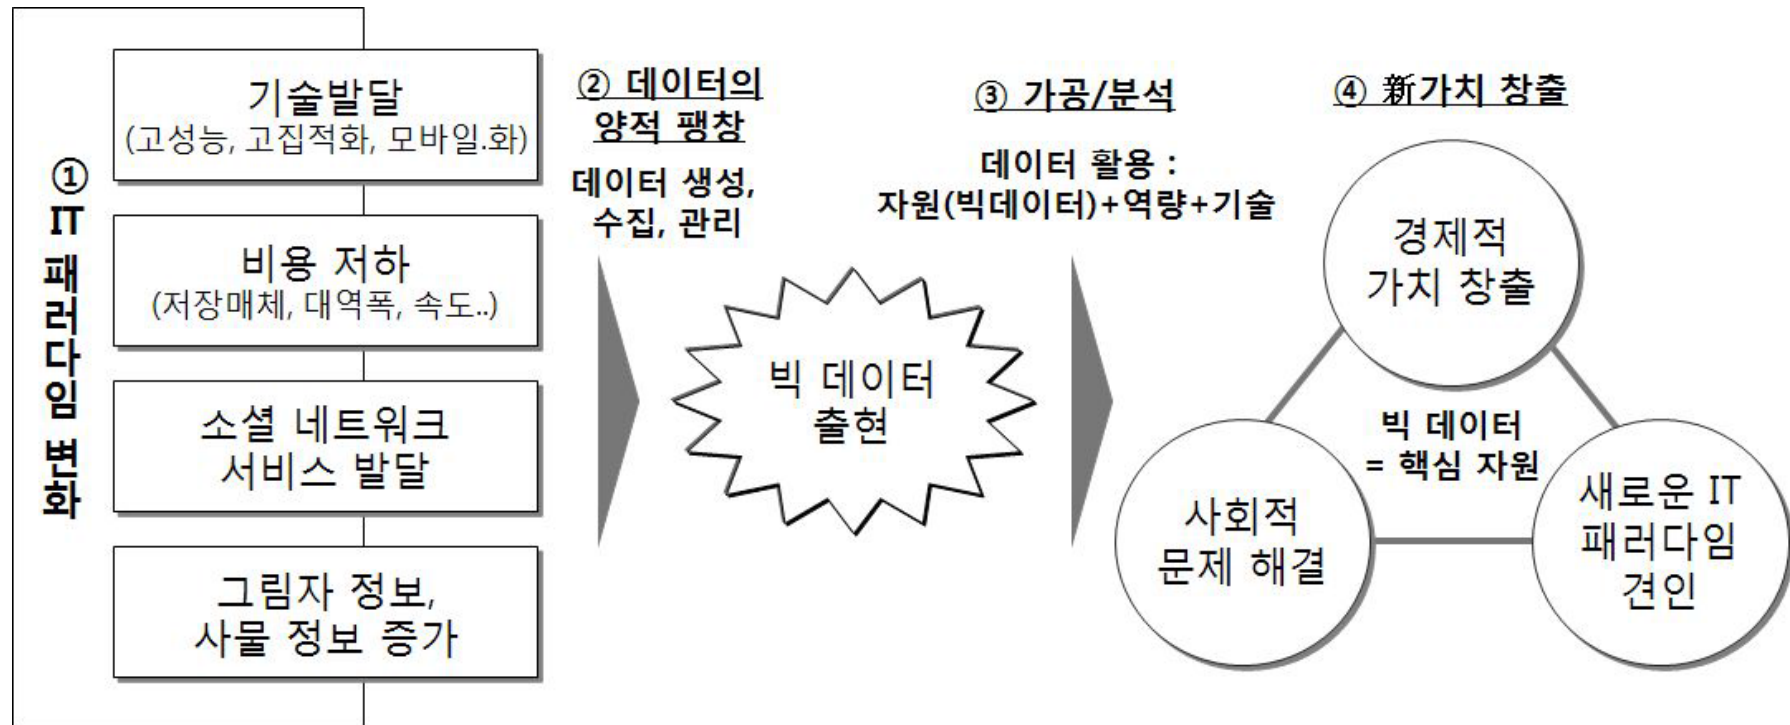 ① IT 패러다임 변화
기술발달
(고성능, 고집적화, 모바일.화)
비용 저하
(저장매체, 대역폭, 속도..)
소셜 네트워크
서비스 발달
그림자 정보,
사물 정보 증가
② 데이터의
양적 팽창
데이터 생성,
수집, 관리
빅 데이터
출현
③ 가공/분석
데이터 활용 :
자원(빅데이터)+역량+기술
④ 新가치 창출
경제적
가치 창출
빅 데이터
= 핵심 자원
사회적
문제 해결
새로운 IT
패러다임
견인